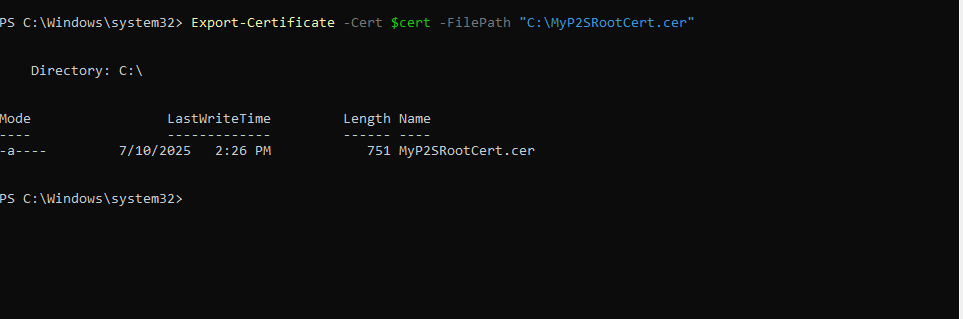 PS C:\Windows\system32> Export-Certificate -Cert $cert -FilePath "C:\MyP2SRootCert.cer"
Directory: C:\
Mode LastWriteTime Length Name
---- ------------- ------ ----
-a---- 7/10/2025 2:26 PM 751 MyP2SRootCert.cer
PS C:\Windows\system32>